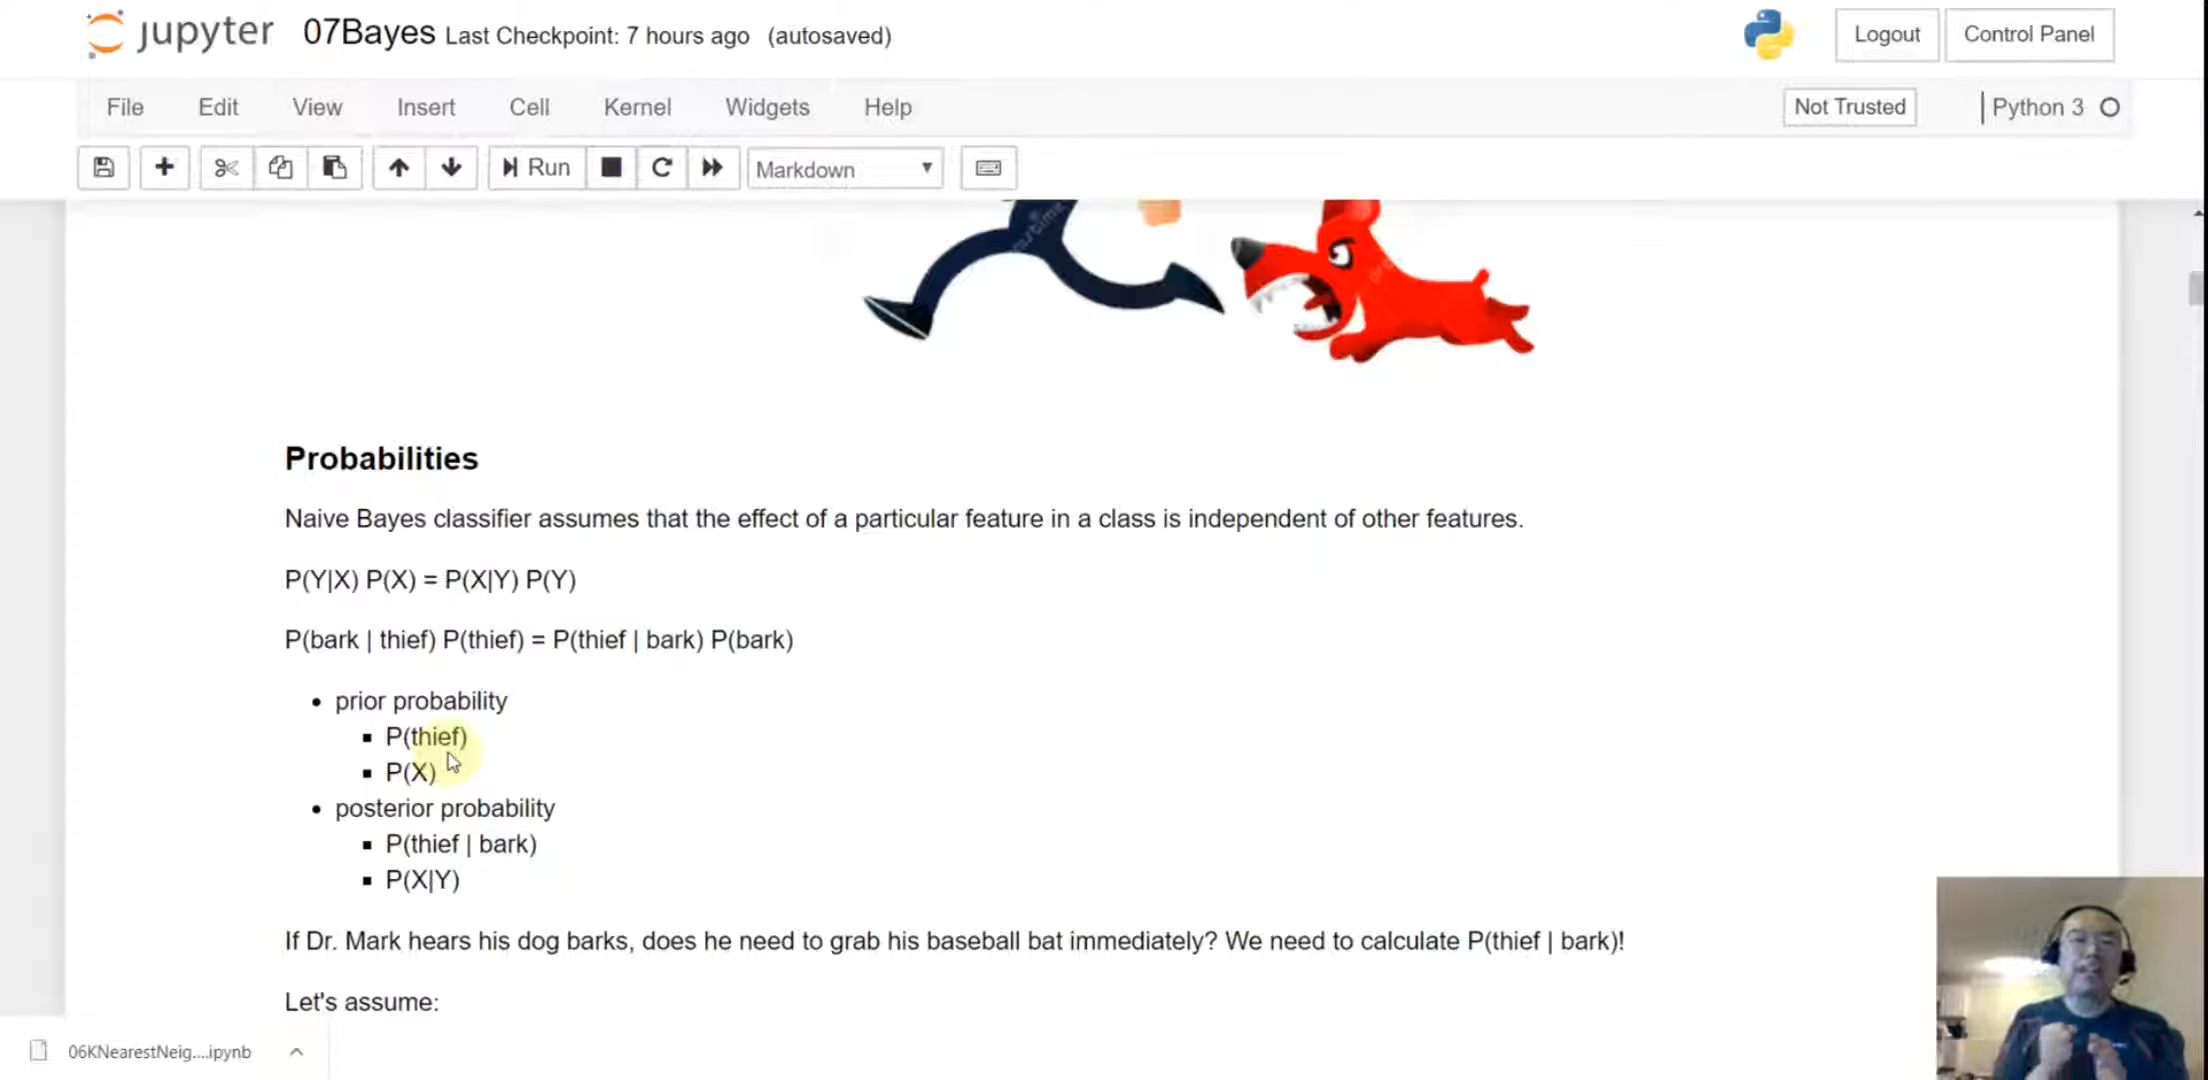 jupyter 07Bayes Last Checkpoint: 7 hours ago (autosaved) Logout Control Panel
File Edit View Insert Cell Kernel Widgets Help Not Trusted Python 3
Run Markdown
Probabilities
Naive Bayes classifier assumes that the effect of a particular feature in a class is independent of other features.
P(Y|X) P(X) = P(X|Y) P(Y)
P(bark | thief) P(thief) = P(thief | bark) P(bark)
• prior probability
▪ P(thief)
▪ P(X)
• posterior probability
▪ P(thief | bark)
▪ P(X|Y)
If Dr. Mark hears his dog barks, does he need to grab his baseball bat immediately? We need to calculate P(thief | bark)!
Let's assume:
06KNearestNeig....ipynb